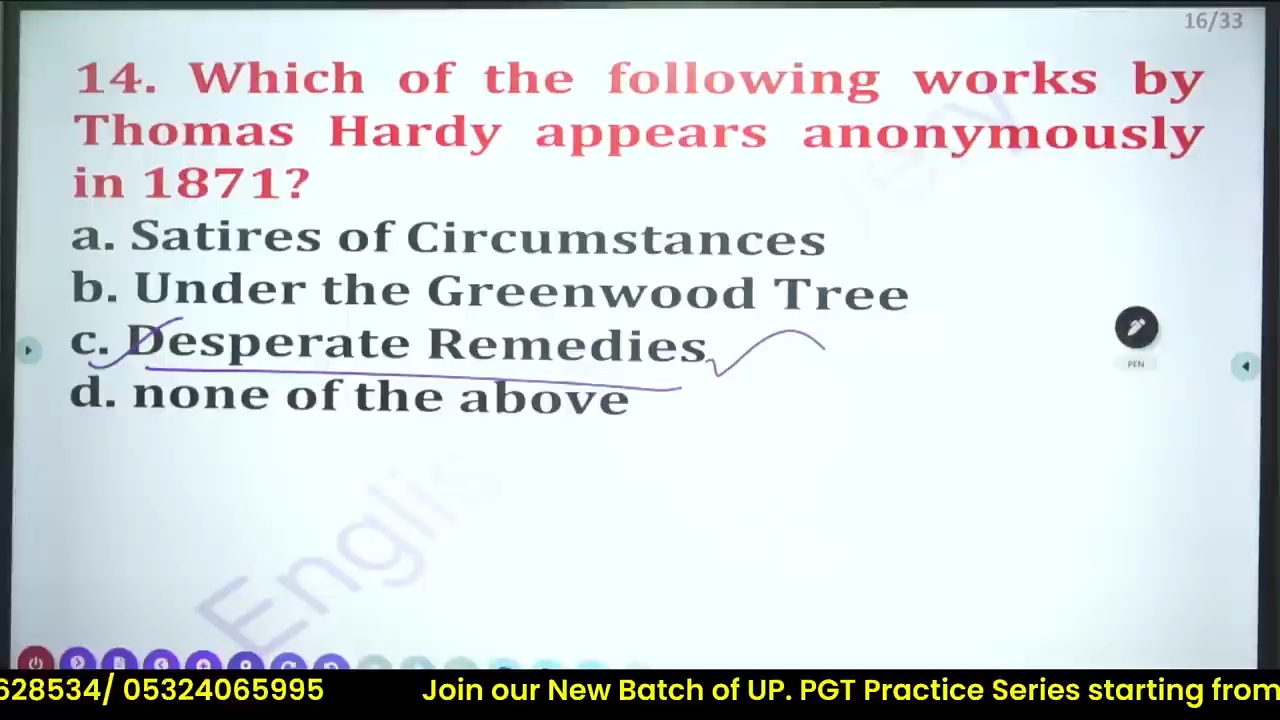 16/33
14. Which of the following works by
Thomas Hardy appears anonymously
in 1871?
a. Satires of Circumstances
b. Under the Greenwood Tree
c. Desperate Remedies
d. none of the above
PEN
Englis
very
628534/ 05324065995 Join our New Batch of UP. PGT Practice Series starting from